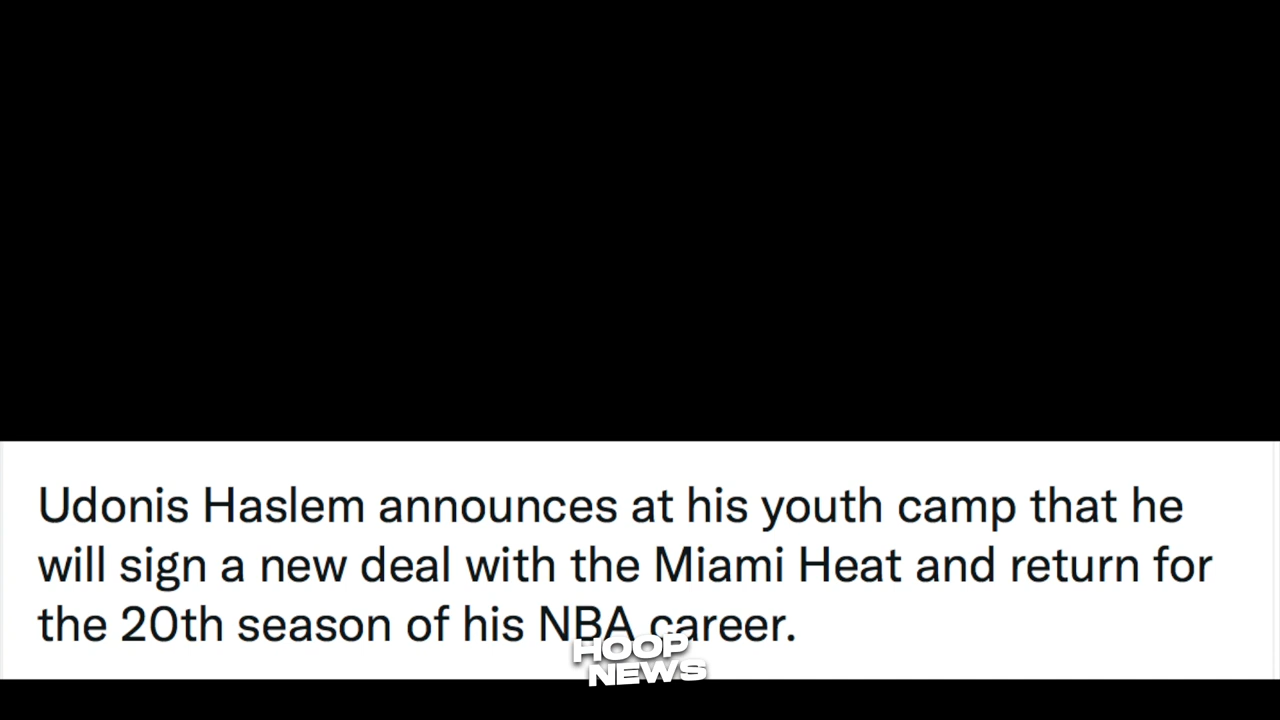 Udonis Haslem announces at his youth camp that he
will sign a new deal with the Miami Heat and return for
the 20th season of his NBA career.
HOOP
NEWS